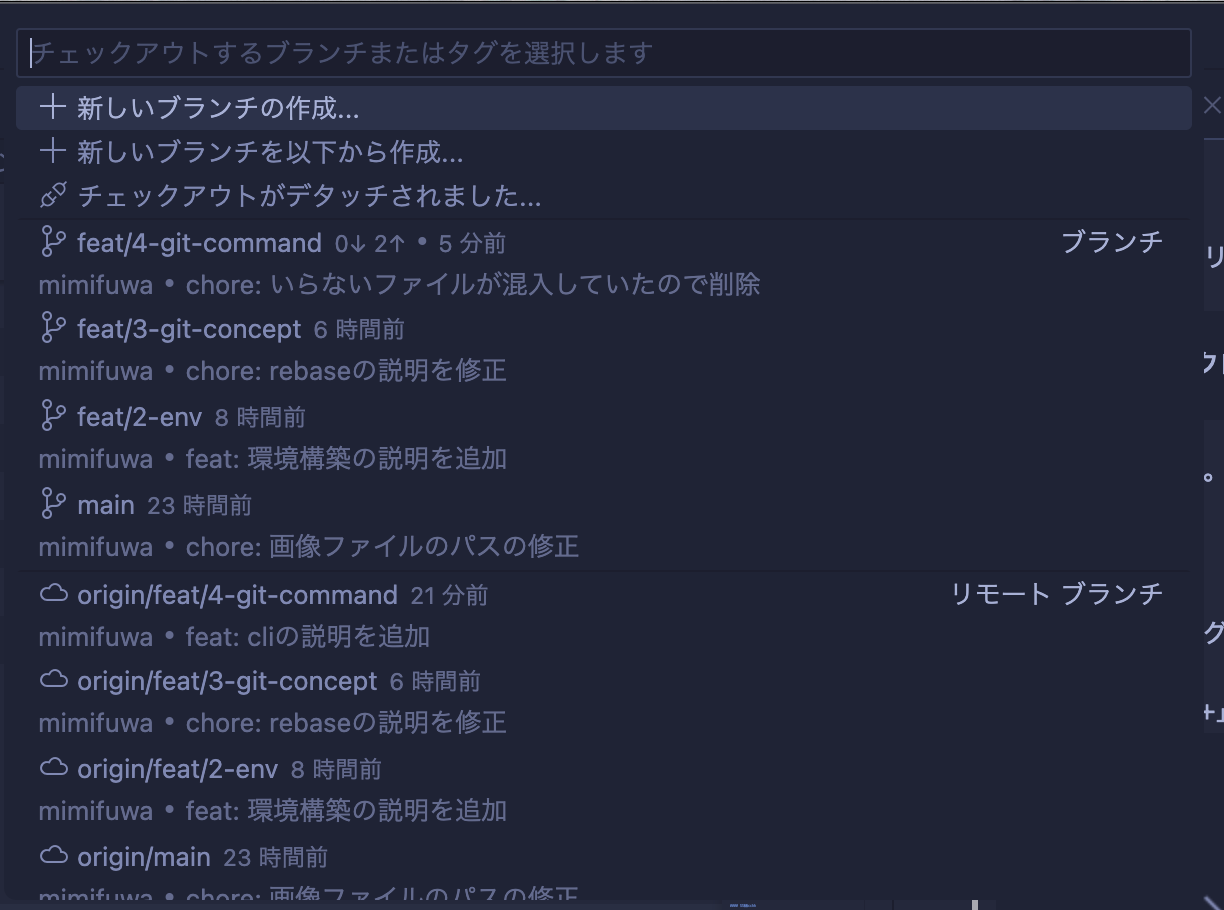 チェックアウトするブランチまたはタグを選択します
新しいブランチの作成...
新しいブランチを以下から作成...
チェックアウトがデタッチされました...
feat/4-git-command 0↓ 2↑ • 5 分前 ブランチ
mimifuwa • chore: いらないファイルが混入していたので削除
feat/3-git-concept 6 時間前
mimifuwa • chore: rebaseの説明を修正
feat/2-env 8 時間前
mimifuwa • feat: 環境構築の説明を追加
main 23 時間前
mimifuwa • chore: 画像ファイルのパスの修正
origin/feat/4-git-command 21 分前 リモート ブランチ
mimifuwa • feat: cliの説明を追加
origin/feat/3-git-concept 6 時間前
mimifuwa • chore: rebaseの説明を修正
origin/feat/2-env 8 時間前
mimifuwa • feat: 環境構築の説明を追加
origin/main 23 時間前
mimifuwa • chore: 画像ファイルのパスの修正